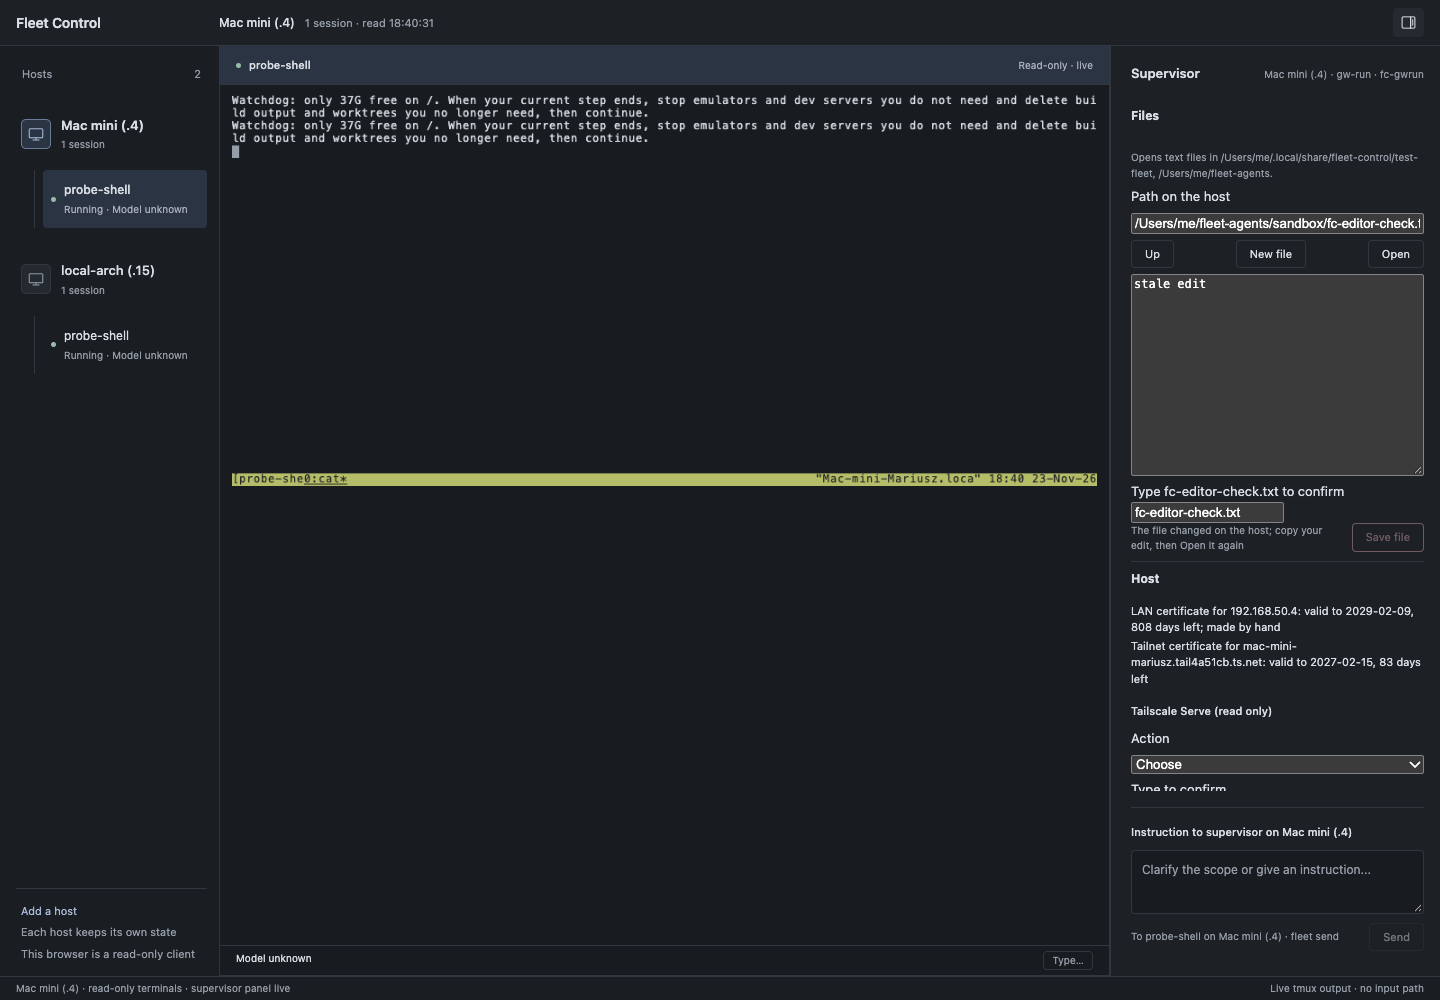 Fleet Control
Mac mini (.4) 1 session · read 18:40:31
Hosts 2
Mac mini (.4)
1 session
probe-shell
Running · Model unknown
local-arch (.15)
1 session
probe-shell
Running · Model unknown
Add a host
Each host keeps its own state
This browser is a read-only client
probe-shell Read-only · live
Watchdog: only 37G free on /. When your current step ends, stop emulators and dev servers you do not need and delete bui
ld output and worktrees you no longer need, then continue.
Watchdog: only 37G free on /. When your current step ends, stop emulators and dev servers you do not need and delete bui
ld output and worktrees you no longer need, then continue.
[probe-she0:cat* "Mac-mini-Mariusz.loca" 18:40 23-Nov-26
Model unknown Type...
Supervisor Mac mini (.4) · gw-run · fc-gwrun
Files
Opens text files in /Users/me/.local/share/fleet-control/test-
fleet, /Users/me/fleet-agents.
Path on the host
/Users/me/fleet-agents/sandbox/fc-editor-check.t
Up New file Open
stale edit
Type fc-editor-check.txt to confirm
fc-editor-check.txt
The file changed on the host; copy your
edit, then Open it again
Save file
Host
LAN certificate for 192.168.50.4: valid to 2029-02-09,
808 days left; made by hand
Tailnet certificate for mac-mini-
mariusz.tail4a51cb.ts.net: valid to 2027-02-15, 83 days
left
Tailscale Serve (read only)
Action
Choose
Type to confirm
Instruction to supervisor on Mac mini (.4)
Clarify the scope or give an instruction...
To probe-shell on Mac mini (.4) · fleet send Send
Mac mini (.4) · read-only terminals · supervisor panel live Live tmux output · no input path